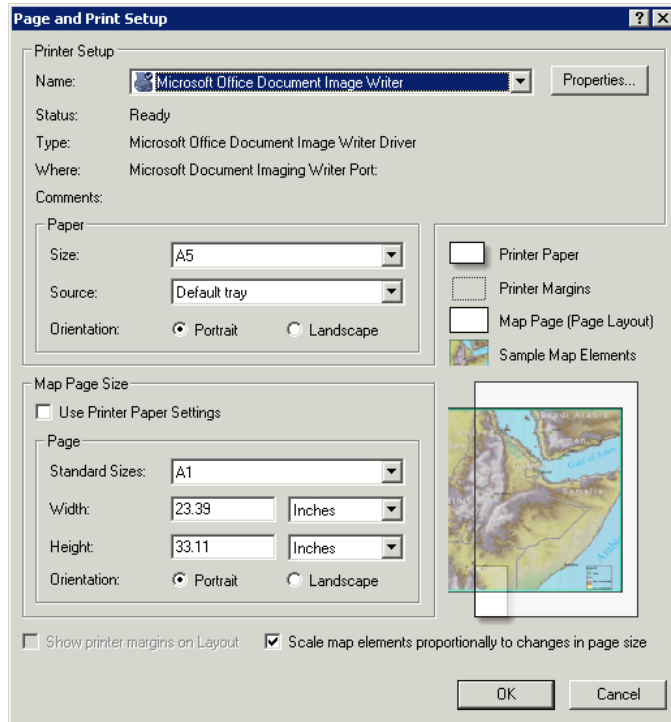 Page and Print Setup
Printer Setup
Name: Microsoft Office Document Image Writer Properties...
Status: Ready
Type: Microsoft Office Document Image Writer Driver
Where: Microsoft Document Imaging Writer Port:
Comments:
Paper
Size: A5
Source: Default tray
Orientation: Portrait Landscape
Printer Paper
Printer Margins
Map Page (Page Layout)
Sample Map Elements
Map Page Size
Use Printer Paper Settings
Page
Standard Sizes: A1
Width: 23.39 Inches
Height: 33.11 Inches
Orientation: Portrait Landscape
Gulf of Aden
Somalia
Show printer margins on Layout Scale map elements proportionally to changes in page size
OK Cancel